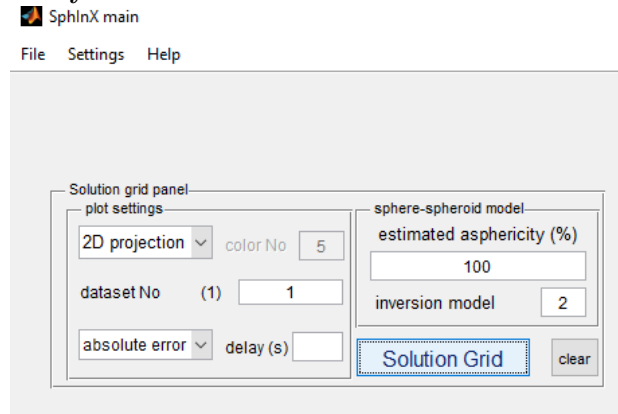 SphInX main
File Settings Help
Solution grid panel
plot settings
2D projection color No 5
dataset No (1) 1
absolute error delay (s)
sphere-spheroid model
estimated asphericity (%)
100
inversion model 2
Solution Grid clear